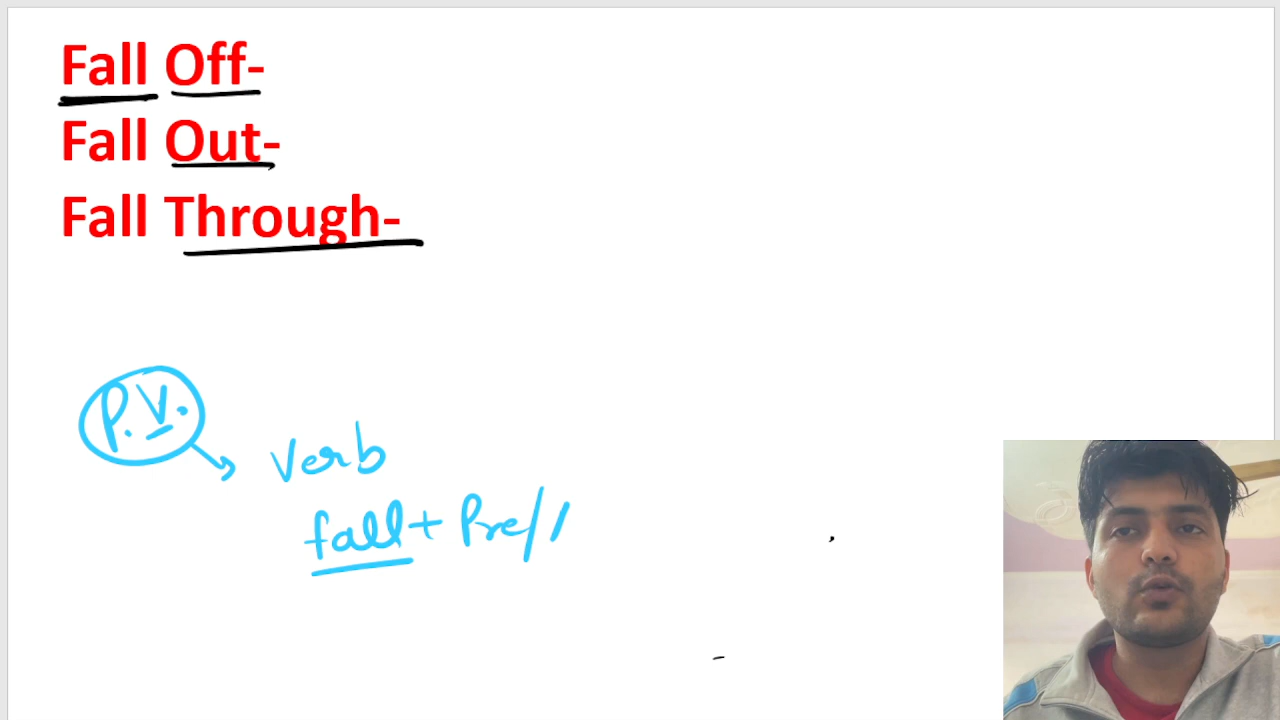 Fall Off-
Fall Out-
Fall Through-
P.V.
Verb
fall + Pre/